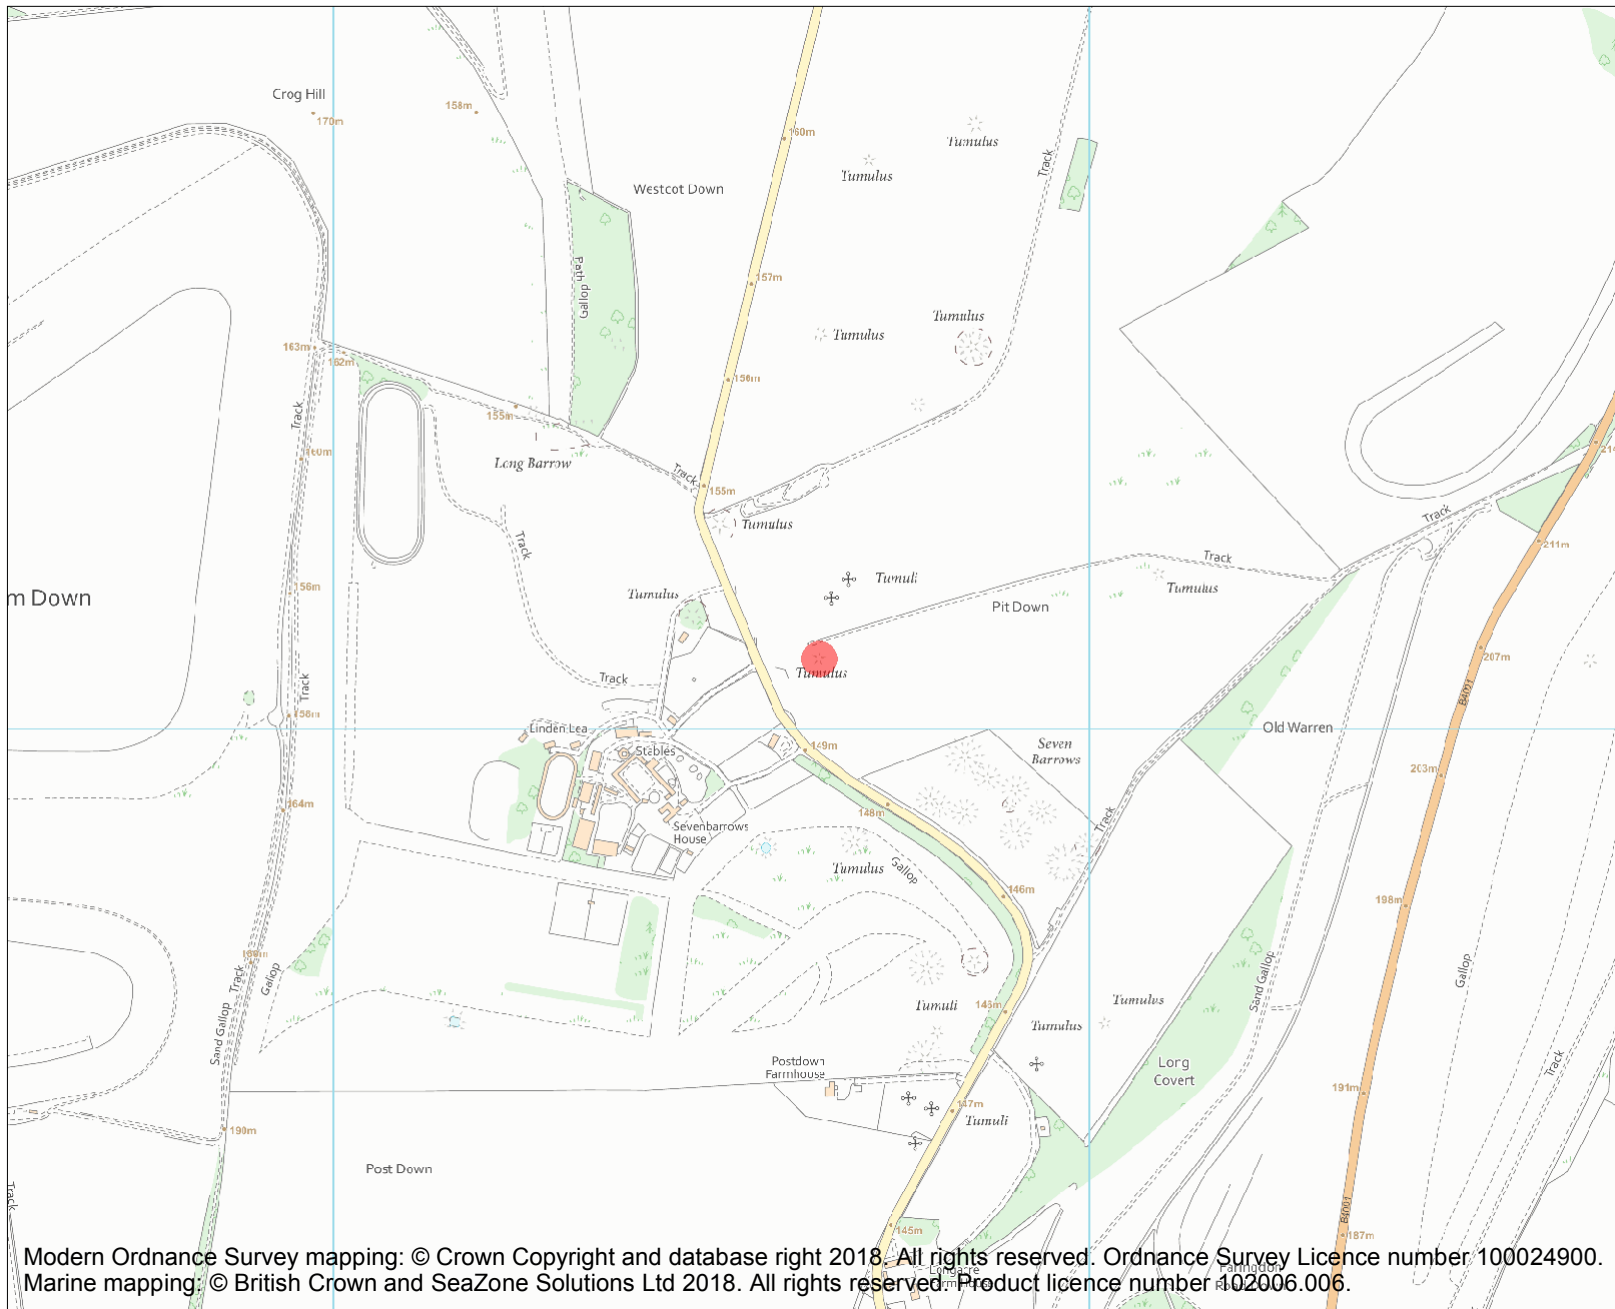 Crog Hill
170m
158m
160m
Tumulus
Tumulus
Track
Westcot Down
Path
Gallop
157m
Tumulus
Tumulus
163m
162m
155m
Long Barrow
Track
Track
155m
Tumulus
Track
Track
214
211m
m Down
156m
Tumulus
Tumuli
Track
Tumulus
Pit Down
Tumulus
Track
Track
207m
B4001
Linden Lea
Stables
149m
Seven
Barrows
Old Warren
203m
164m
148m
Sevenbarrows
House
Track
Tumulus
Gallop
146m
198m
Track
Gallop
Sand Gallop
Sand Gallop
Gallop
Tumuli
146m
Tumulus
Tumulus
Postdown
Farmhouse
Long
Covert
Track
191m
147m
Tumuli
190m
Post Down
Track
B4001
145m
187m
Modern Ordnance Survey mapping: © Crown Copyright and database right 2018. All rights reserved. Ordnance Survey Licence number 100024900.
Marine mapping: © British Crown and SeaZone Solutions Ltd 2018. All rights reserved. Product licence number 102006.006.